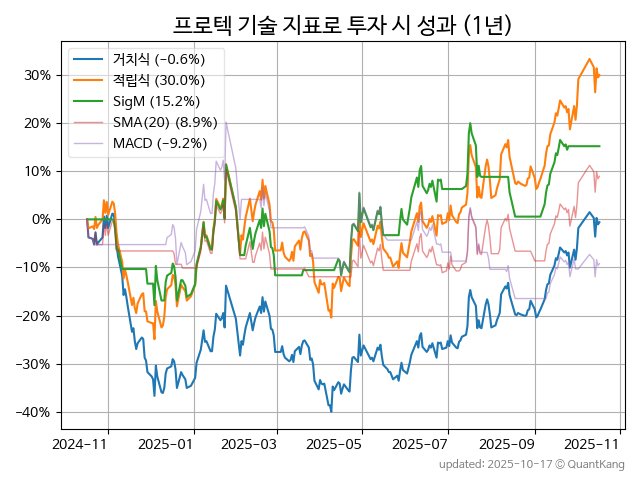 프로텍 기술 지표로 투자 시 성과 (1년)
거치식 (−0.6%)
적립식 (30.0%)
SigM (15.2%)
SMA(20) (8.9%)
MACD (−9.2%)
30%
20%
10%
0%
−10%
−20%
−30%
−40%
2024-11 2025-01 2025-03 2025-05 2025-07 2025-09 2025-11
updated: 2025-10-17 © QuantKang